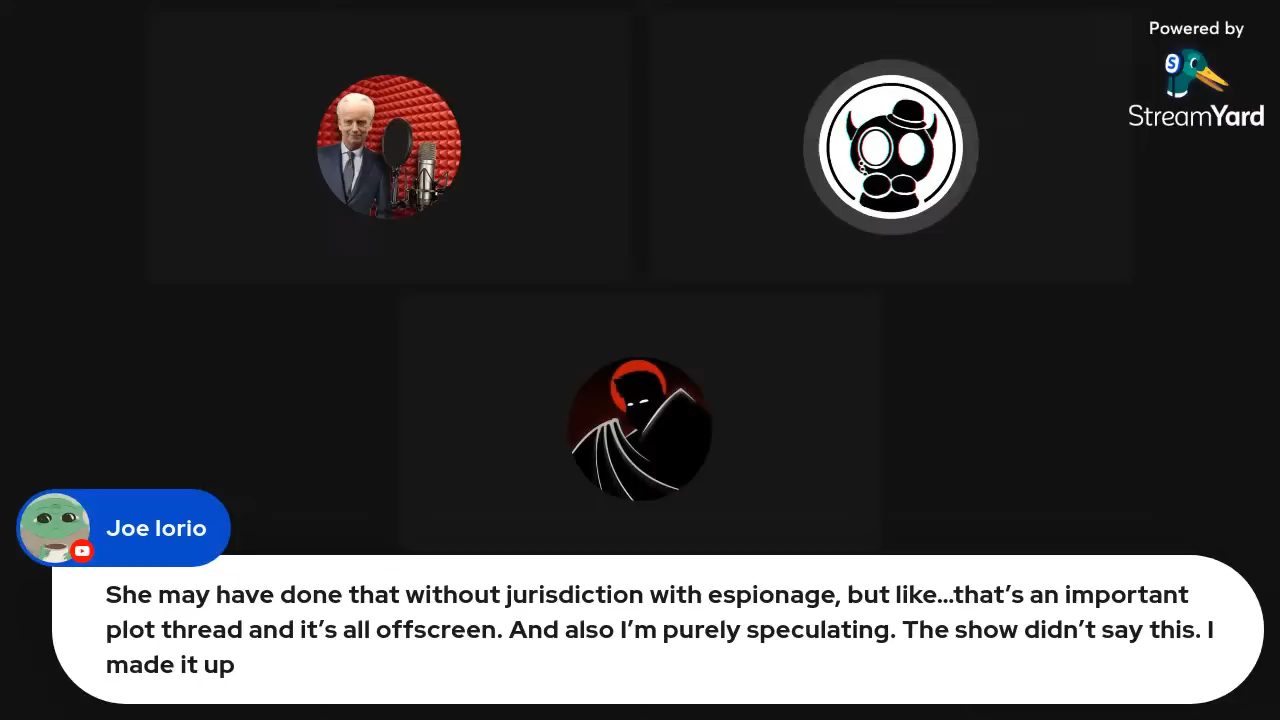 Powered by
S
StreamYard
Joe Iorio
She may have done that without jurisdiction with espionage, but like...that’s an important
plot thread and it’s all offscreen. And also I’m purely speculating. The show didn’t say this. I
made it up